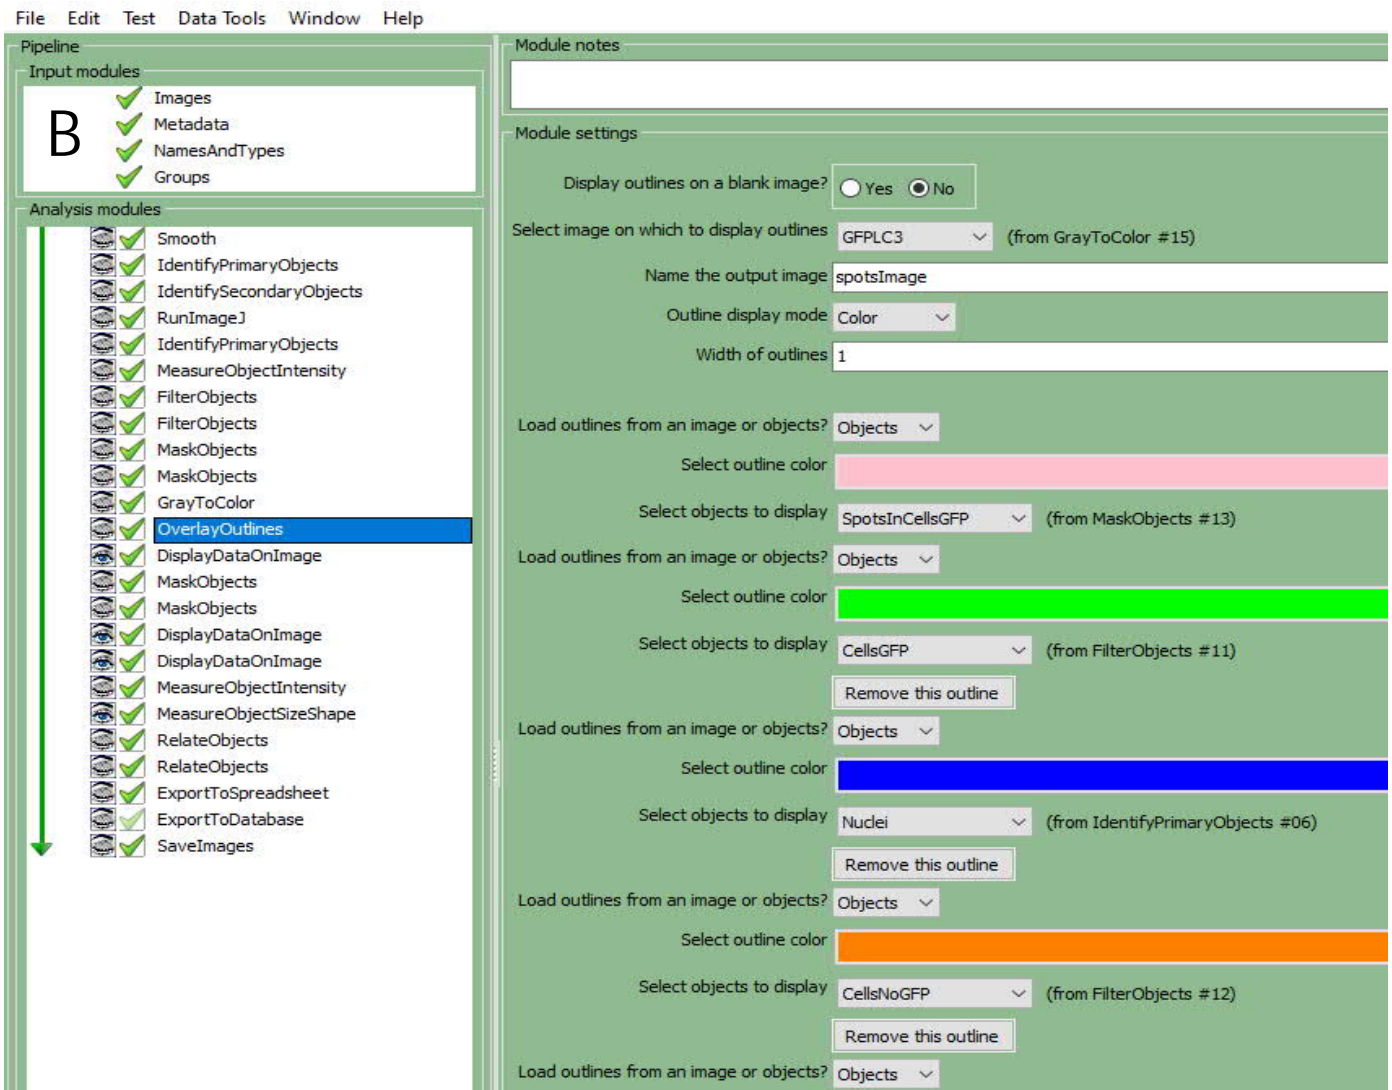 File Edit Test Data Tools Window Help
Pipeline
Input modules
B
Images
Metadata
NamesAndTypes
Groups
Analysis modules
Smooth
IdentifyPrimaryObjects
IdentifySecondaryObjects
RunImageJ
IdentifyPrimaryObjects
MeasureObjectIntensity
FilterObjects
FilterObjects
MaskObjects
MaskObjects
GrayToColor
OverlayOutlines
DisplayDataOnImage
MaskObjects
MaskObjects
DisplayDataOnImage
DisplayDataOnImage
MeasureObjectIntensity
MeasureObjectSizeShape
RelateObjects
RelateObjects
ExportToSpreadsheet
ExportToDatabase
SaveImages
Module notes
Module settings
Display outlines on a blank image? Yes No
Select image on which to display outlines GFPLC3 (from GrayToColor #15)
Name the output image spotsImage
Outline display mode Color
Width of outlines 1
Load outlines from an image or objects? Objects
Select outline color
Select objects to display SpotsInCellsGFP (from MaskObjects #13)
Load outlines from an image or objects? Objects
Select outline color
Select objects to display CellsGFP (from FilterObjects #11)
Remove this outline
Load outlines from an image or objects? Objects
Select outline color
Select objects to display Nuclei (from IdentifyPrimaryObjects #06)
Remove this outline
Load outlines from an image or objects? Objects
Select outline color
Select objects to display CellsNoGFP (from FilterObjects #12)
Remove this outline
Load outlines from an image or objects? Objects